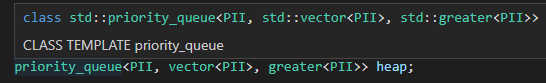 class std::priority_queue<PII, std::vector<PII>, std::greater<PII>>
CLASS TEMPLATE priority_queue
priority_queue<PII, vector<PII>, greater<PII>> heap;